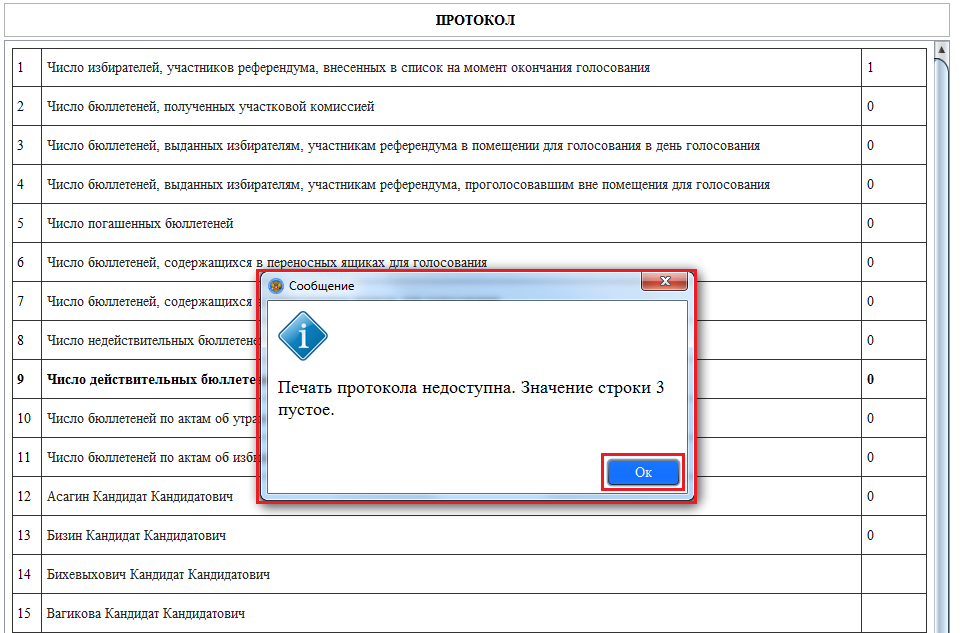 ПРОТОКОЛ
1 Число избирателей, участников референдума, внесенных в список на момент окончания голосования 1
2 Число бюллетеней, полученных участковой комиссией 0
3 Число бюллетеней, выданных избирателям, участникам референдума в помещении для голосования в день голосования 0
4 Число бюллетеней, выданных избирателям, участникам референдума, проголосовавшим вне помещения для голосования 0
5 Число погашенных бюллетеней 0
6 Число бюллетеней, содержащихся в переносных ящиках для голосования 0
7 Число бюллетеней, содержащихся 0
8 Число недействительных бюллетене 0
9 Число действительных бюллете 0
10 Число бюллетеней по актам об утра 0
11 Число бюллетеней по актам об избы 0
12 Асагин Кандидат Кандидатович 0
13 Бизин Кандидат Кандидатович 0
14 Бихевыхович Кандидат Кандидатович
15 Вагикова Кандидат Кандидатович
Сообщение
Печать протокола недоступна. Значение строки 3
пустое.
Ок